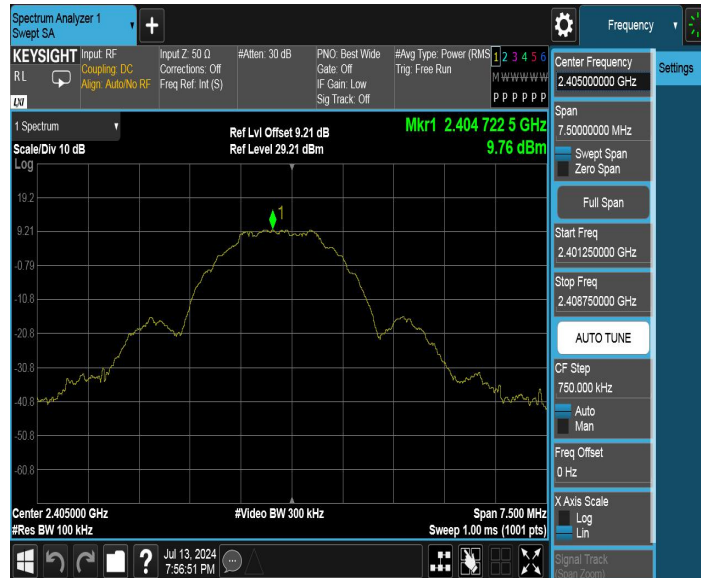 Spectrum Analyzer 1
Swept SA
Frequency
KEYSIGHT
RL
LXI
Input: RF
Coupling: DC
Align: Auto/No RF
Input Z: 50 Ω
Corrections: Off
Freq Ref: Int (S)
#Atten: 30 dB
PNO: Best Wide
Gate: Off
IF Gain: Low
Sig Track: Off
#Avg Type: Power (RMS
Trig: Free Run
1 2 3 4 5 6
M W W W W W
P P P P P P
1 Spectrum
Scale/Div 10 dB
Log
Ref Lvl Offset 9.21 dB
Ref Level 29.21 dBm
Mkr1 2.404 722 5 GHz
9.76 dBm
1
19.2
9.21
-0.79
-10.8
-20.8
-30.8
-40.8
-50.8
-60.8
Center 2.405000 GHz
#Res BW 100 kHz
#Video BW 300 kHz
Span 7.500 MHz
Sweep 1.00 ms (1001 pts)
Jul 13, 2024
7:56:51 PM
Settings
Center Frequency
2.405000000 GHz
Span
7.50000000 MHz
Swept Span
Zero Span
Full Span
Start Freq
2.401250000 GHz
Stop Freq
2.408750000 GHz
AUTO TUNE
CF Step
750.000 kHz
Auto
Man
Freq Offset
0 Hz
X Axis Scale
Log
Lin
Signal Track
(Span Zoom)